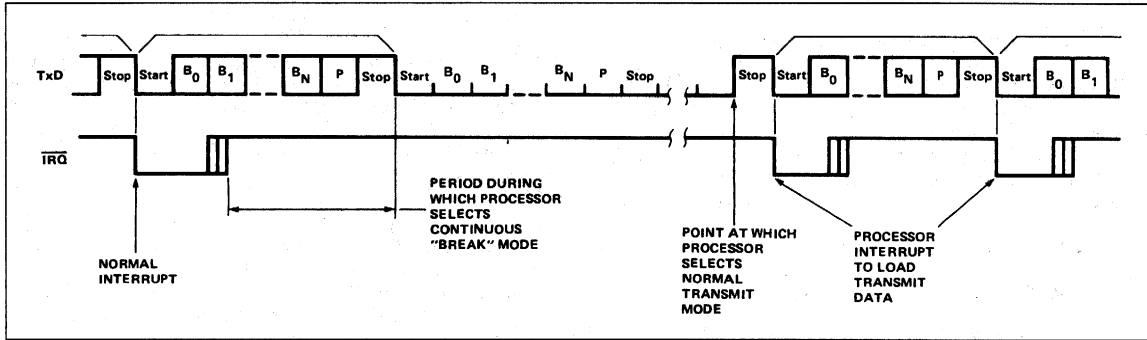 TxD Stop Start B0 B1 BN P Stop Start B0 B1 BN P Stop Stop Start B0 BN P Stop Start B0 B1
IRQ
NORMAL
INTERRUPT
PERIOD DURING
WHICH PROCESSOR
SELECTS
CONTINUOUS
"BREAK" MODE
POINT AT WHICH
PROCESSOR
SELECTS
NORMAL
TRANSMIT
MODE
PROCESSOR
INTERRUPT
TO LOAD
TRANSMIT
DATA